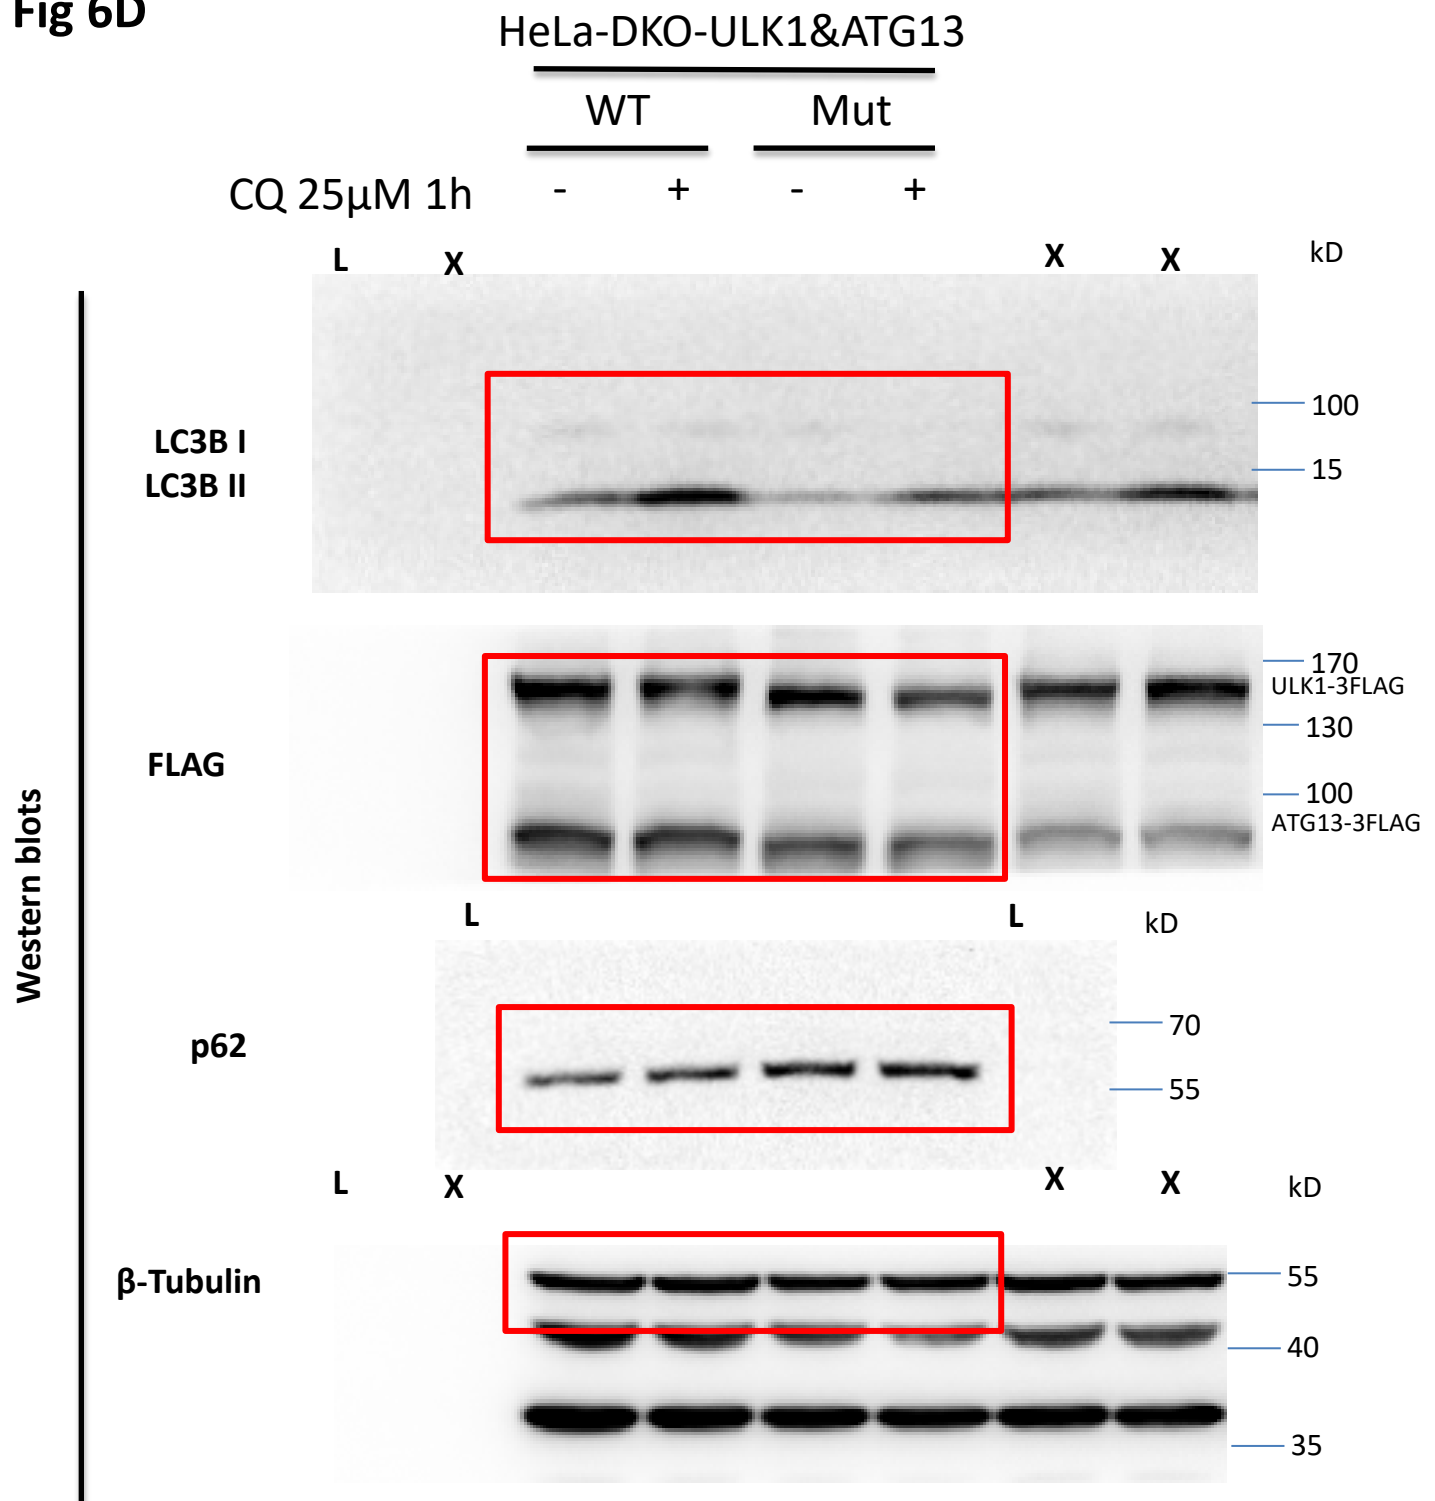 Fig 6D
HeLa-DKO-ULK1&ATG13
WT Mut
CQ 25μM 1h - + - +
L X X X kD
100
LC3B I
15
LC3B II
170
ULK1-3FLAG
130
FLAG
100
ATG13-3FLAG
Western blots
L L kD
70
p62
55
L X X X kD
β-Tubulin 55
40
35